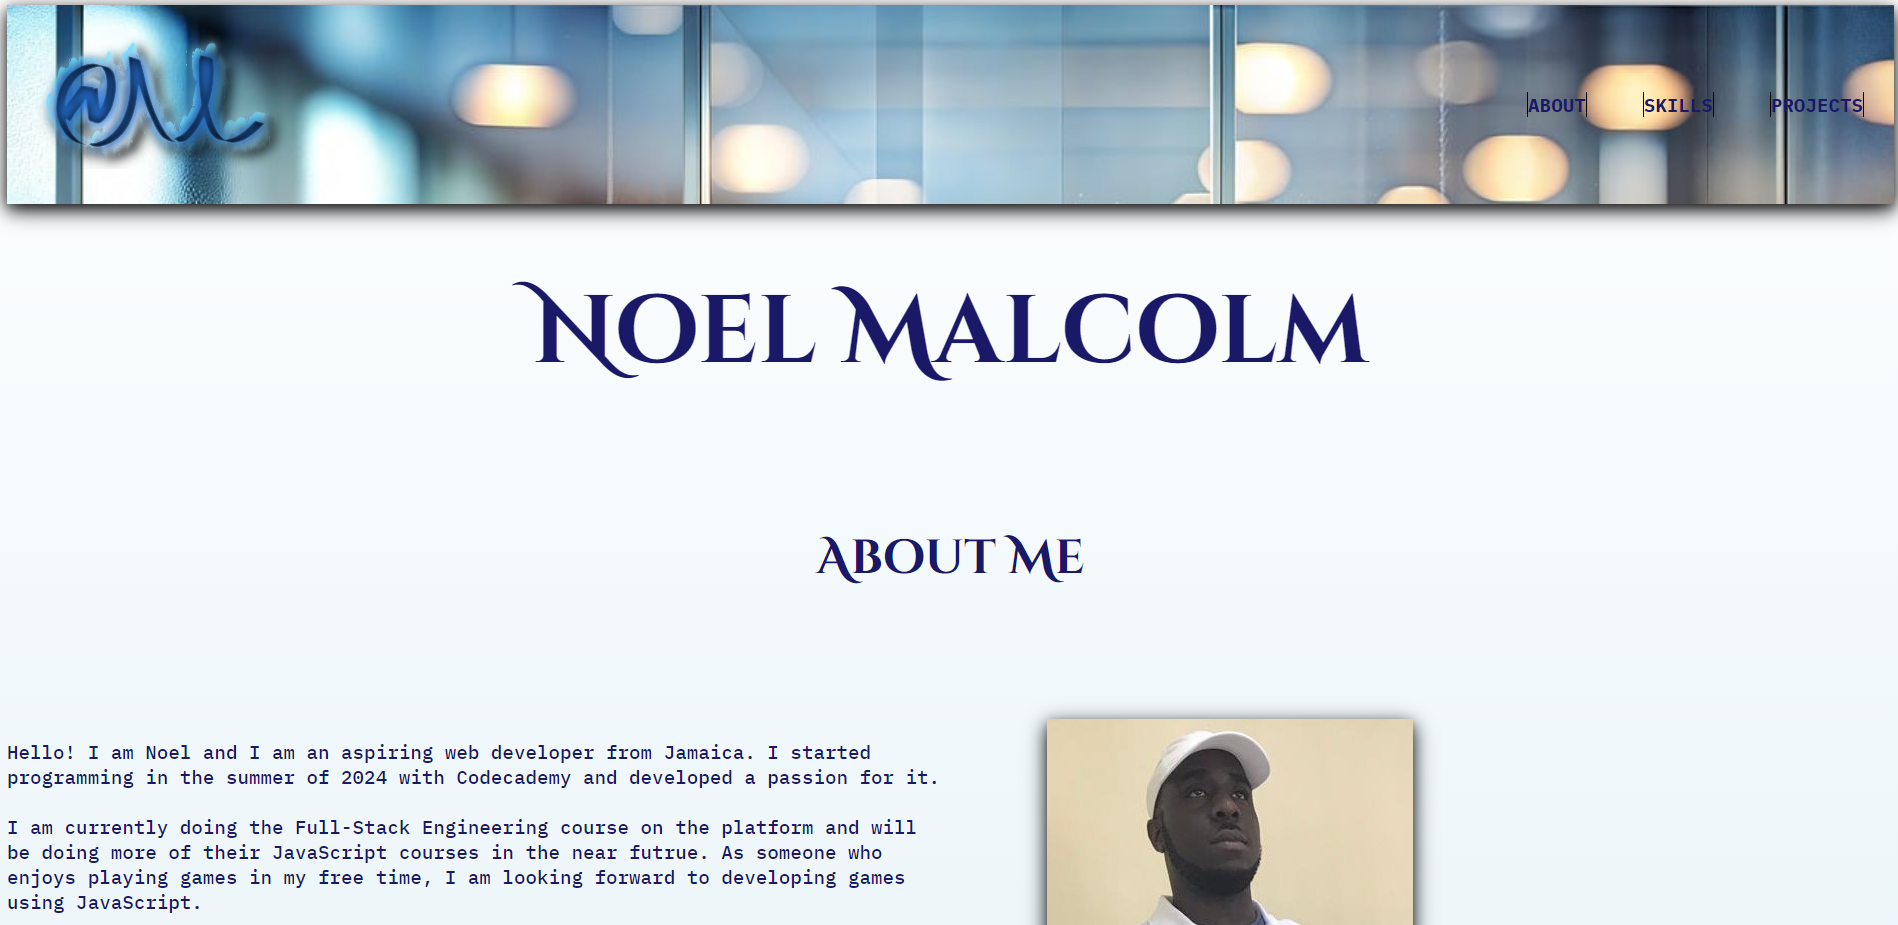 ABOUT SKILLS PROJECTS
NOEL MALCOLM
ABOUT ME
Hello! I am Noel and I am an aspiring web developer from Jamaica. I started
programming in the summer of 2024 with Codecademy and developed a passion for it.
I am currently doing the Full-Stack Engineering course on the platform and will
be doing more of their JavaScript courses in the near futrue. As someone who
enjoys playing games in my free time, I am looking forward to developing games
using JavaScript.